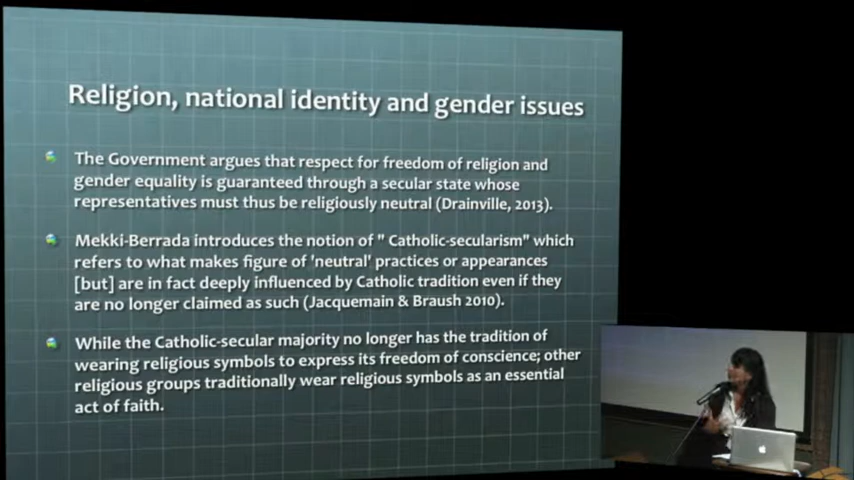 Religion, national identity and gender issues
The Government argues that respect for freedom of religion and
gender equality is guaranteed through a secular state whose
representatives must thus be religiously neutral (Drainville, 2013).
Mekki-Berrada introduces the notion of " Catholic-secularism" which
refers to what makes figure of 'neutral' practices or appearances
[but] are in fact deeply influenced by Catholic tradition even if they
are no longer claimed as such (Jacquemain & Braush 2010).
While the Catholic-secular majority no longer has the tradition of
wearing religious symbols to express its freedom of conscience; other
religious groups traditionally wear religious symbols as an essential
act of faith.